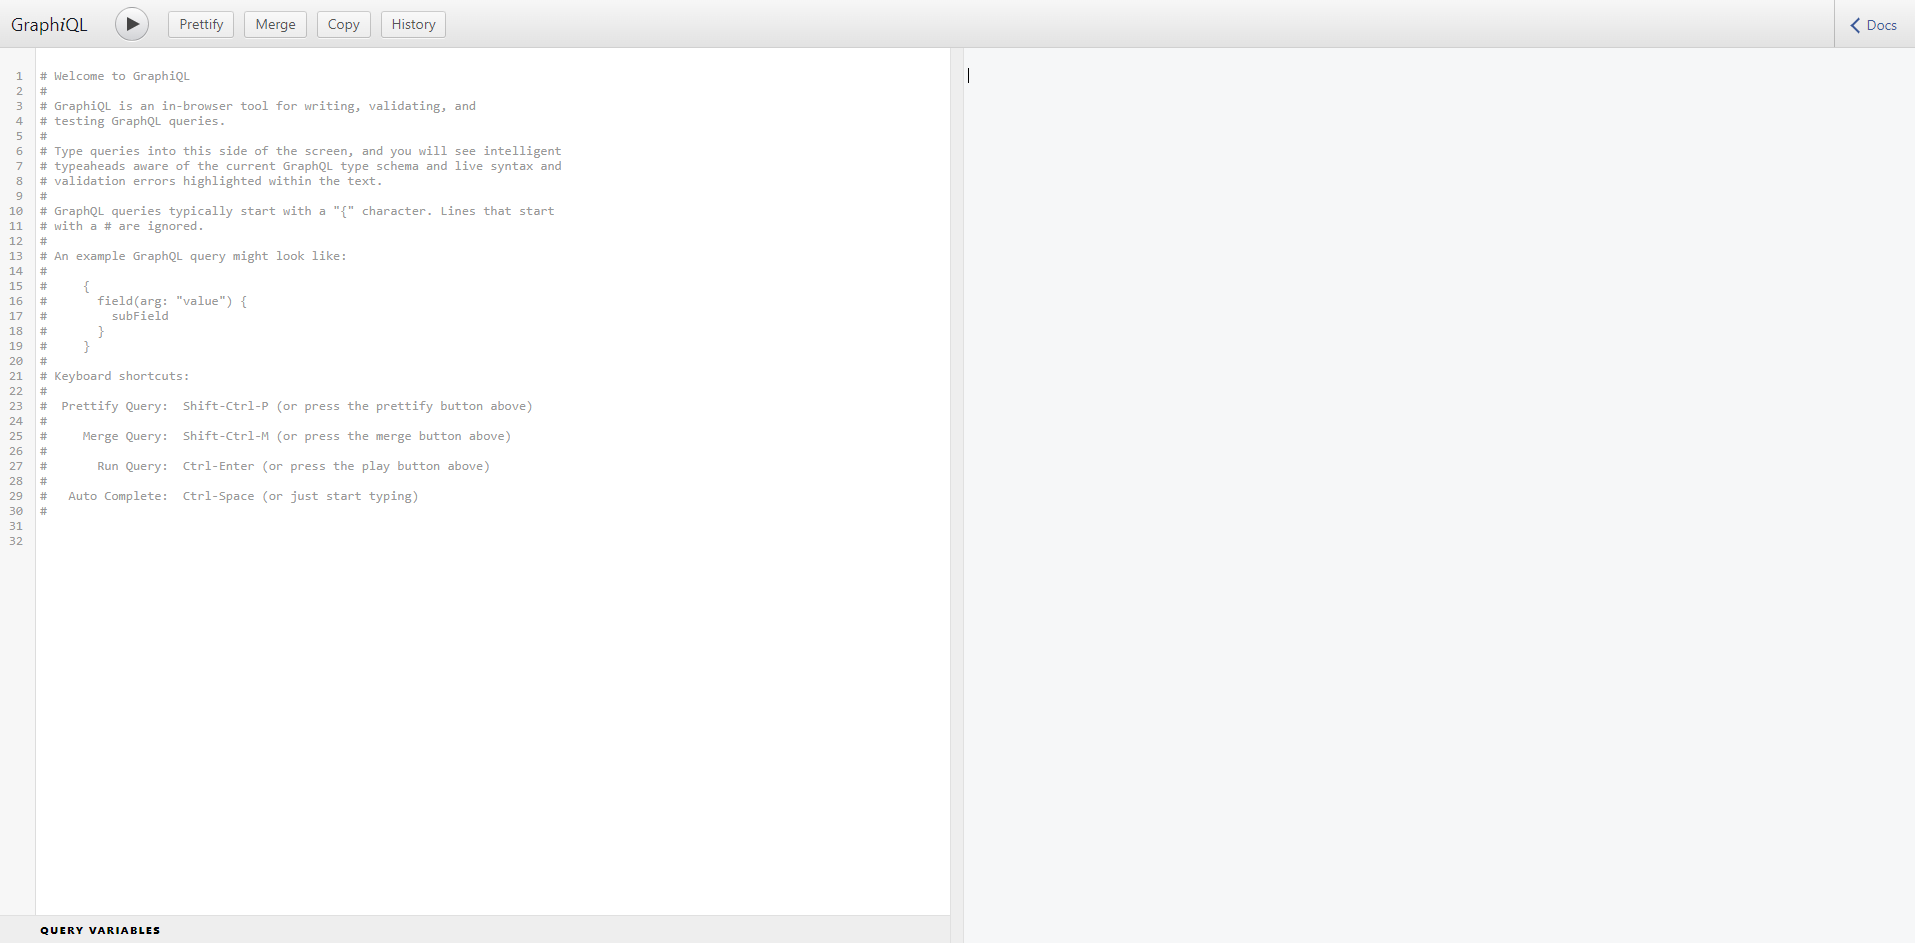 GraphiQL Prettify Merge Copy History Docs
1 # Welcome to GraphiQL
2 #
3 # GraphiQL is an in-browser tool for writing, validating, and
4 # testing GraphQL queries.
5 #
6 # Type queries into this side of the screen, and you will see intelligent
7 # typeaheads aware of the current GraphQL type schema and live syntax and
8 # validation errors highlighted within the text.
9 #
10 # GraphQL queries typically start with a "{" character. Lines that start
11 # with a # are ignored.
12 #
13 # An example GraphQL query might look like:
14 #
15 #     {
16 #       field(arg: "value") {
17 #         subField
18 #       }
19 #     }
20 #
21 # Keyboard shortcuts:
22 #
23 #  Prettify Query:  Shift-Ctrl-P (or press the prettify button above)
24 #
25 #     Merge Query:  Shift-Ctrl-M (or press the merge button above)
26 #
27 #       Run Query:  Ctrl-Enter (or press the play button above)
28 #
29 #   Auto Complete:  Ctrl-Space (or just start typing)
30 #
31
32
QUERY VARIABLES